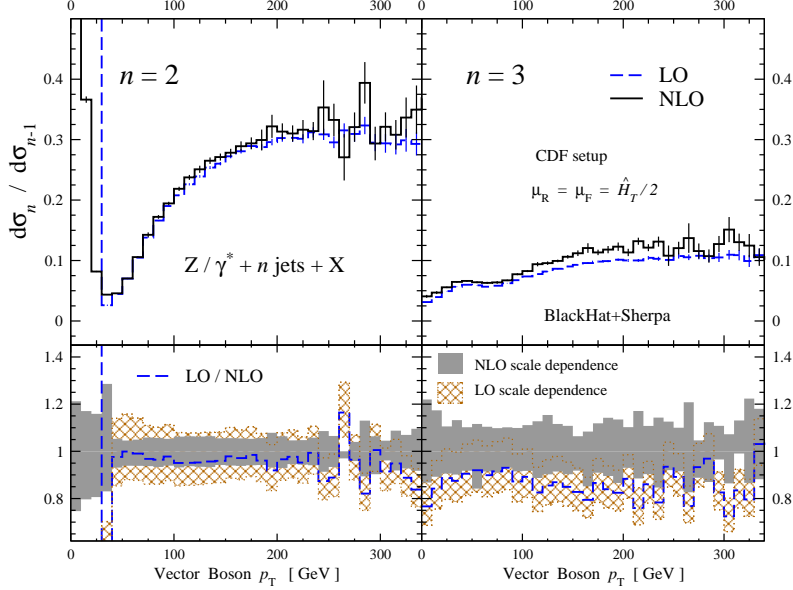 0 100 200 300 0 100 200 300
n = 2
n = 3
LO
NLO
0.4
0.4
0.3
0.3
0.2
0.2
0.1
0.1
0
0
dσn / dσn-1
CDF setup
μR = μF = ĤT/2
Z / γ* + n jets + X
BlackHat+Sherpa
1.4
1.4
1.2
1.2
1
1
0.8
0.8
LO / NLO
NLO scale dependence
LO scale dependence
0 100 200 300 0 100 200 300
Vector Boson pT [ GeV ] Vector Boson pT [ GeV ]